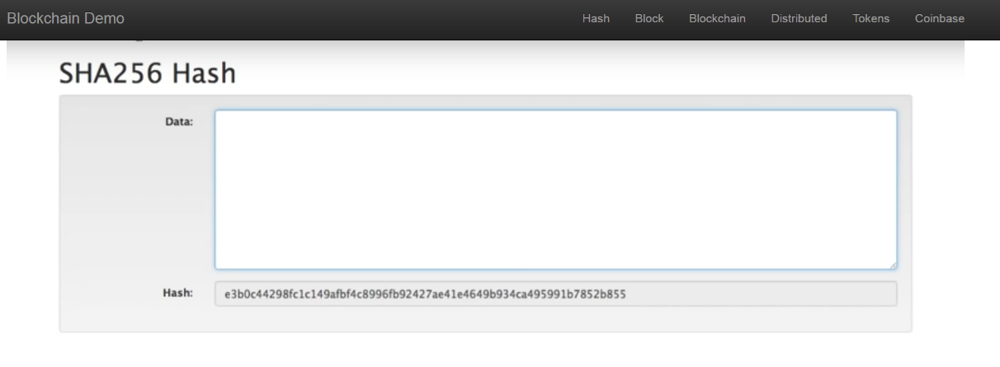 Blockchain Demo Hash Block Blockchain Distributed Tokens Coinbase
SHA256 Hash
Data:
Hash: e3b0c44298fc1c149afbf4c8996fb92427ae41e4649b934ca495991b7852b855